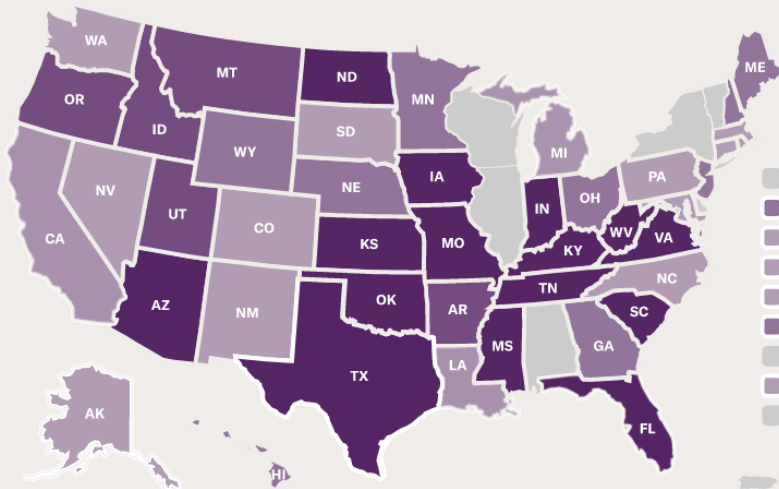 WA
MT
ND
MN
ME
OR
ID
SD
WY
MI
NE
IA
PA
NV
UT
CO
IN
OH
CA
KS
MO
WV
VA
KY
AZ
NM
OK
AR
TN
NC
SC
MS
GA
LA
TX
AK
FL
HI